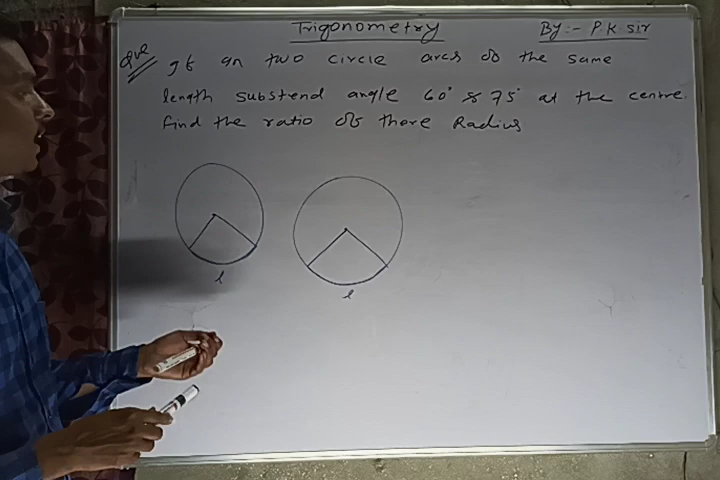 Trigonometry By:- P.K sir
Que If in two circle arcs of the same
length substend angle 60° & 75° at the centre.
Find the ratio of there Radius
l
l